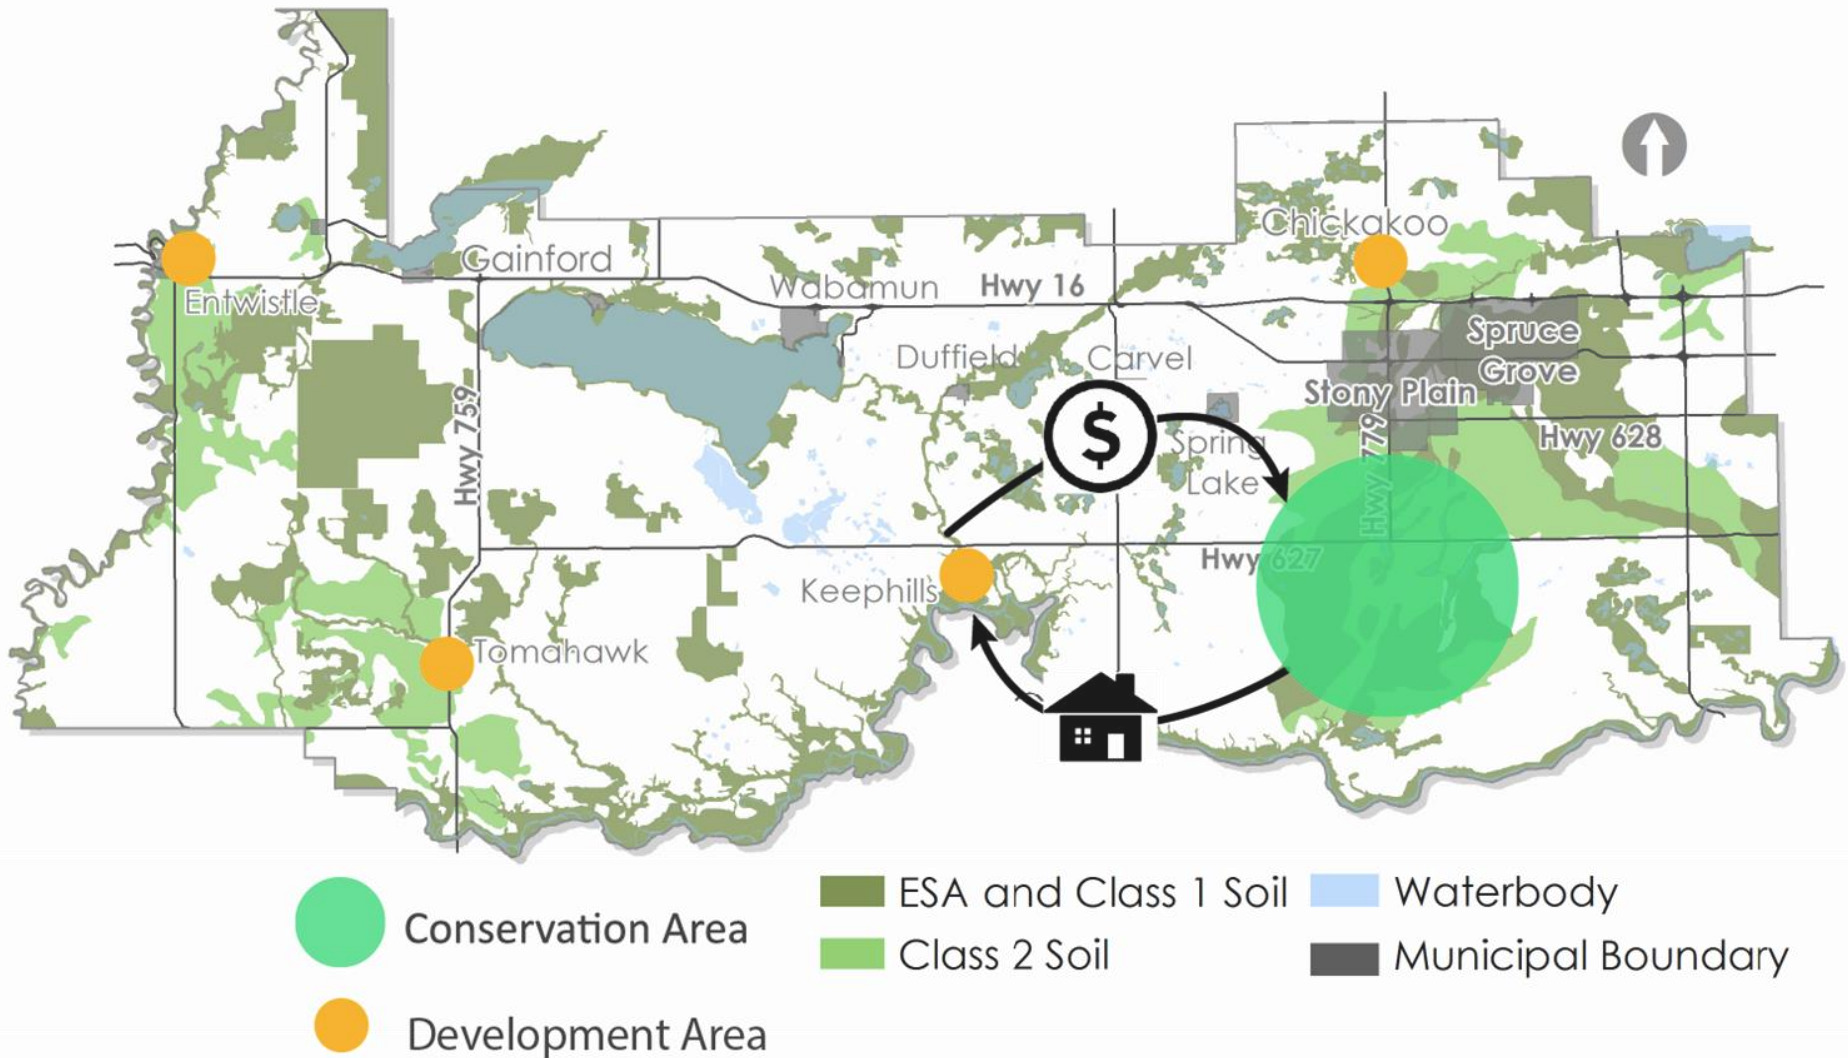 Chickakoo
Gainford
Wabamun
Hwy 16
Entwistle
Spruce
Grove
Duffield
Carvel
Stony Plain
Hwy 759
$
Spring
Lake
Hwy 779
Hwy 628
Hwy 627
Keephills
Tomahawk
ESA and Class 1 Soil
Waterbody
Conservation Area
Class 2 Soil
Municipal Boundary
Development Area